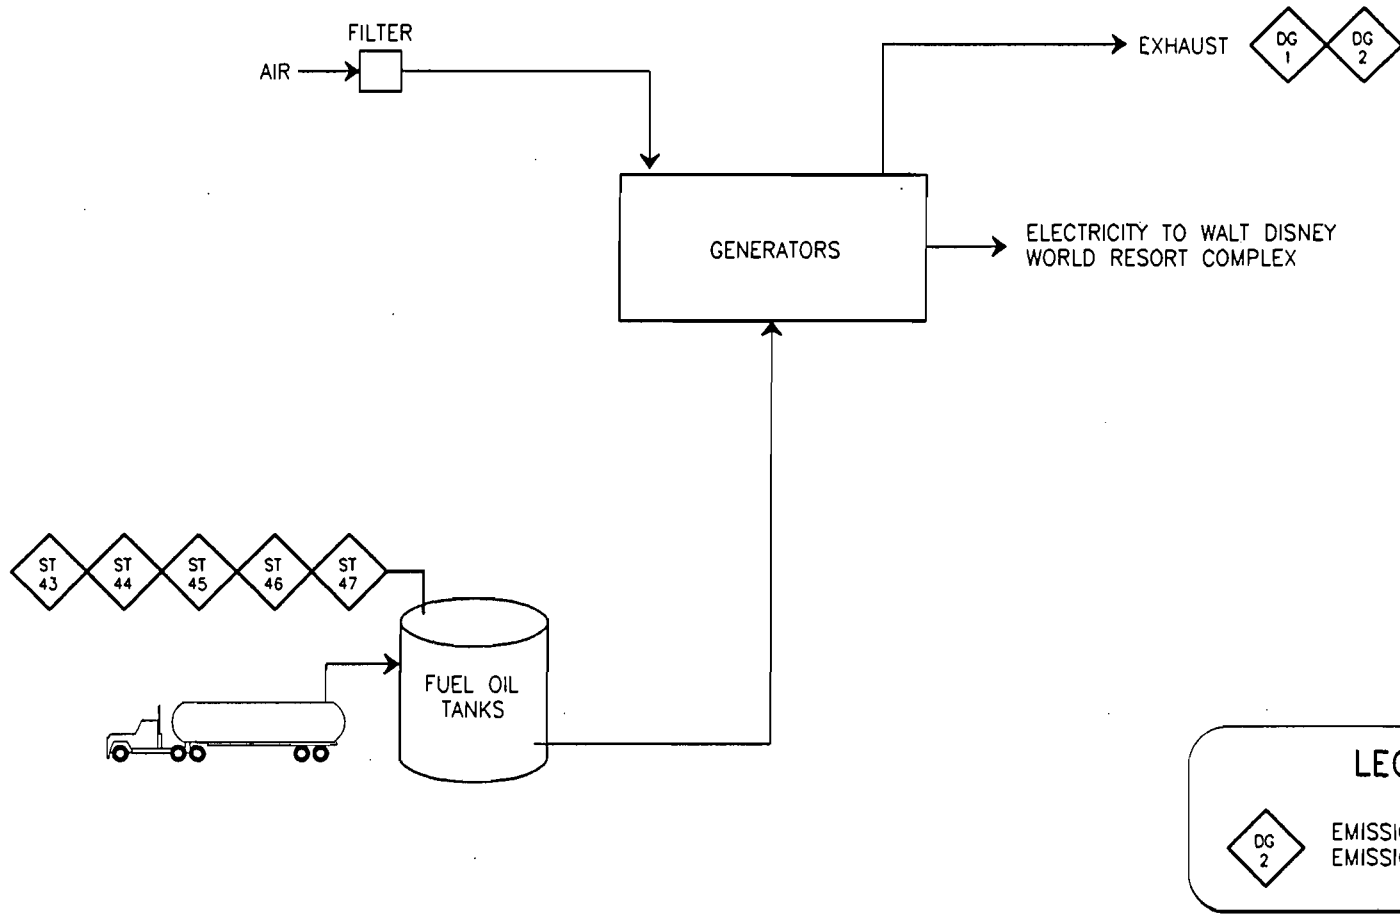 FILTER
AIR
EXHAUST
DG
1
DG
2
GENERATORS
ELECTRICITY TO WALT DISNEY
WORLD RESORT COMPLEX
ST
43
ST
44
ST
45
ST
46
ST
47
FUEL OIL
TANKS
DG
2